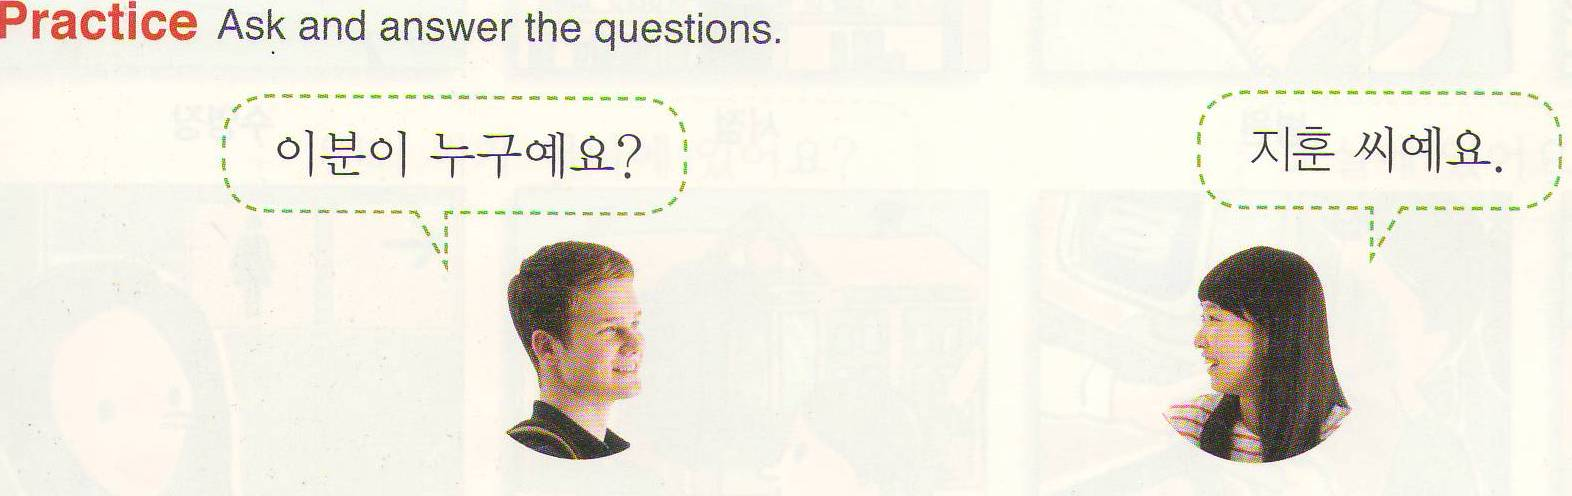 Practice Ask and answer the questions.
이분이 누구예요?
지훈 씨예요.